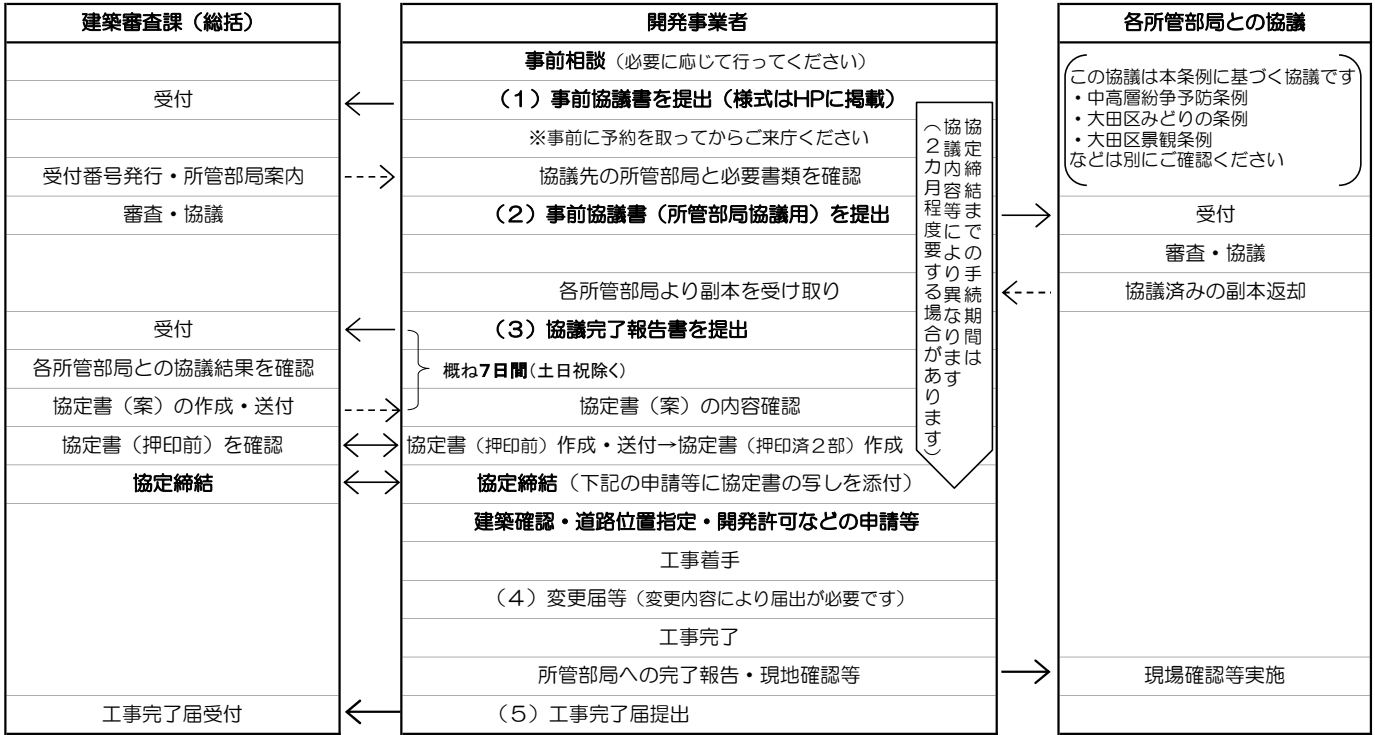 建築審査課（総括）
開発事業者
各所管部局との協議
事前相談（必要に応じて行ってください）
この協議は本条例に基づく協議です
・中高層紛争予防条例
・大田区みどりの条例
・大田区景観条例
などは別にご確認ください
受付
（１）事前協議書を提出（様式はHPに掲載）
※事前に予約を取ってからご来庁ください
受付番号発行・所管部局案内
協議先の所管部局と必要書類を確認
審査・協議
（２）事前協議書（所管部局協議用）を提出
受付
審査・協議
各所管部局より副本を受け取り
協議済みの副本返却
協定締結までの手続期間は
協議内容等により異なります
（２カ月程度要する場合があります）
受付
（３）協議完了報告書を提出
各所管部局との協議結果を確認
概ね7日間（土日祝除く）
協定書（案）の作成・送付
協定書（案）の内容確認
協定書（押印前）を確認
協定書（押印前）作成・送付→協定書（押印済２部）作成
協定締結
協定締結（下記の申請等に協定書の写しを添付）
建築確認・道路位置指定・開発許可などの申請等
工事着手
（４）変更届等（変更内容により届出が必要です）
工事完了
所管部局への完了報告・現地確認等
現場確認等実施
工事完了届受付
（５）工事完了届提出